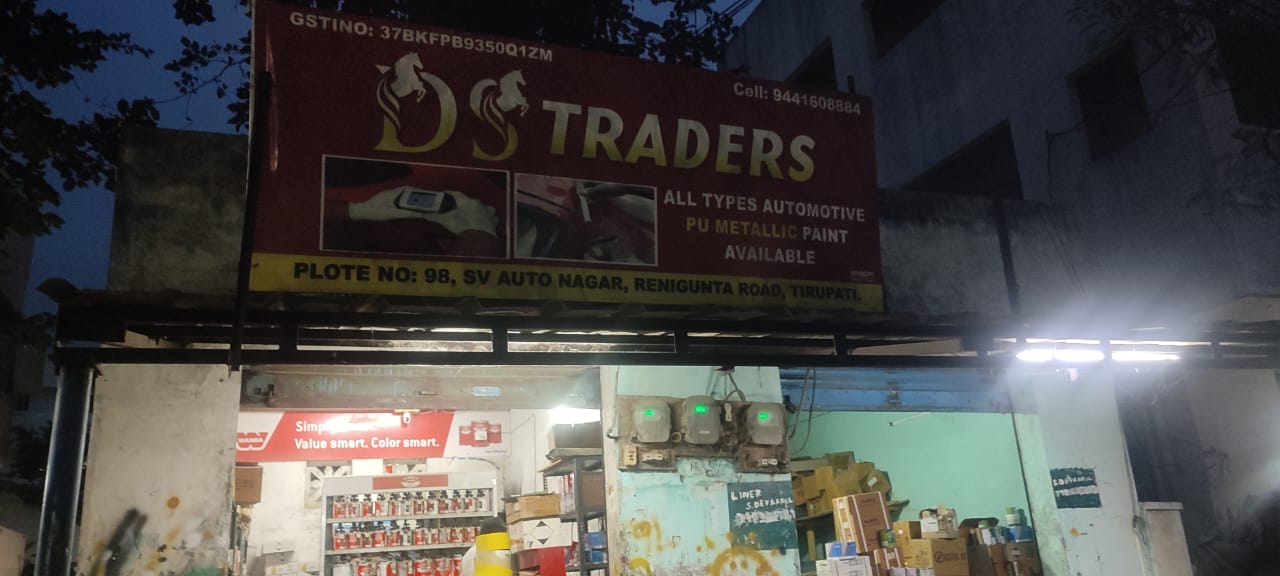 GSTINO: 37BKFPB9350Q1ZM
Cell: 9441608884
DS TRADERS
ALL TYPES AUTOMOTIVE
PU METALLIC PAINT
AVAILABLE
PLOTE NO: 98, SV AUTO NAGAR, RENIGUNTA ROAD, TIRUPATI.
WANDA
Value smart. Color smart.
LINER